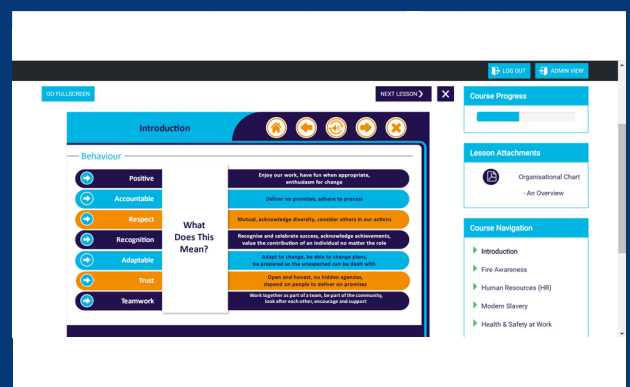 LOG OUT
ADMIN VIEW
GO FULLSCREEN
NEXT LESSON
X
Course Progress
Introduction
Lesson Attachments
Organisational Chart
- An Overview
Behaviour
Positive
Enjoy our work, have fun when appropriate,
enthusiasm for change
Accountable
Deliver on promises, adhere to process
Respect
Mutual, acknowledge diversity, consider others in our actions
What
Does This
Mean?
Recognition
Recognise and celebrate success, acknowledge achievements,
value the contribution of an individual no matter the role
Adaptable
Adapt to change, be able to change plans,
be prepared so the unexpected can be dealt with
Trust
Open and honest, no hidden agendas,
depend on people to deliver on promises
Teamwork
Work together as part of a team, be part of the community,
look after each other, encourage and support
Course Navigation
Introduction
Fire Awareness
Human Resources (HR)
Modern Slavery
Health & Safety at Work